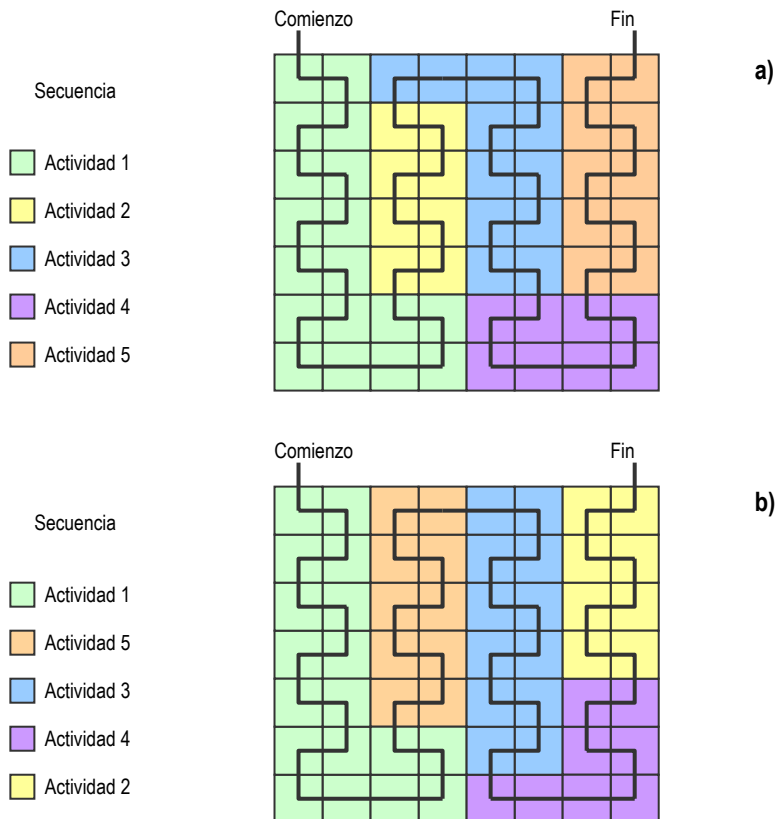 Comienzo Fin
a)
Secuencia
Actividad 1
Actividad 2
Actividad 3
Actividad 4
Actividad 5
Comienzo Fin
b)
Secuencia
Actividad 1
Actividad 5
Actividad 3
Actividad 4
Actividad 2